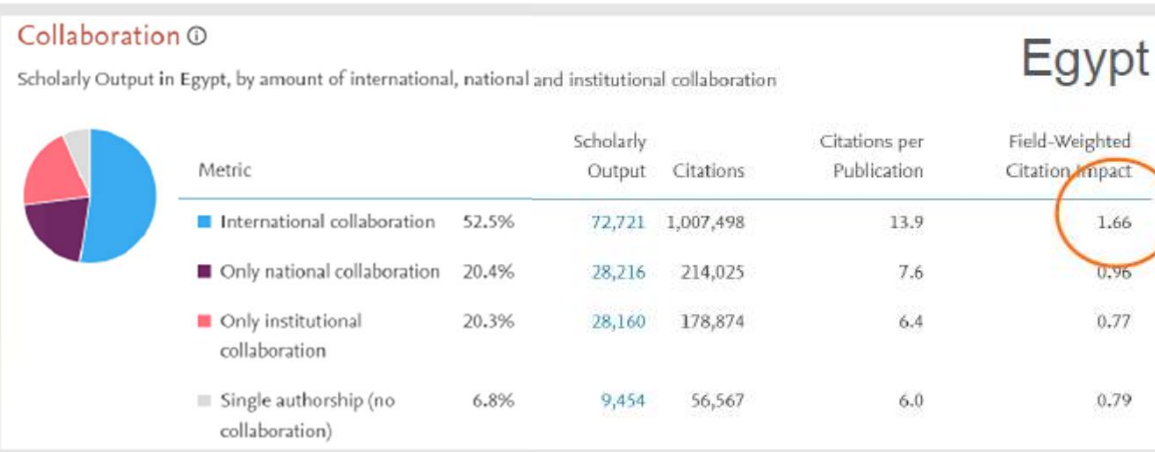 Collaboration ⓘ
Egypt
Scholarly Output in Egypt, by amount of international, national and institutional collaboration
Metric Scholarly Output Citations Citations per Publication Field-Weighted Citation Impact
International collaboration 52.5% 72,721 1,007,498 13.9 1.66
Only national collaboration 20.4% 28,216 214,025 7.6 0.96
Only institutional collaboration 20.3% 28,160 178,874 6.4 0.77
Single authorship (no collaboration) 6.8% 9,454 56,567 6.0 0.79